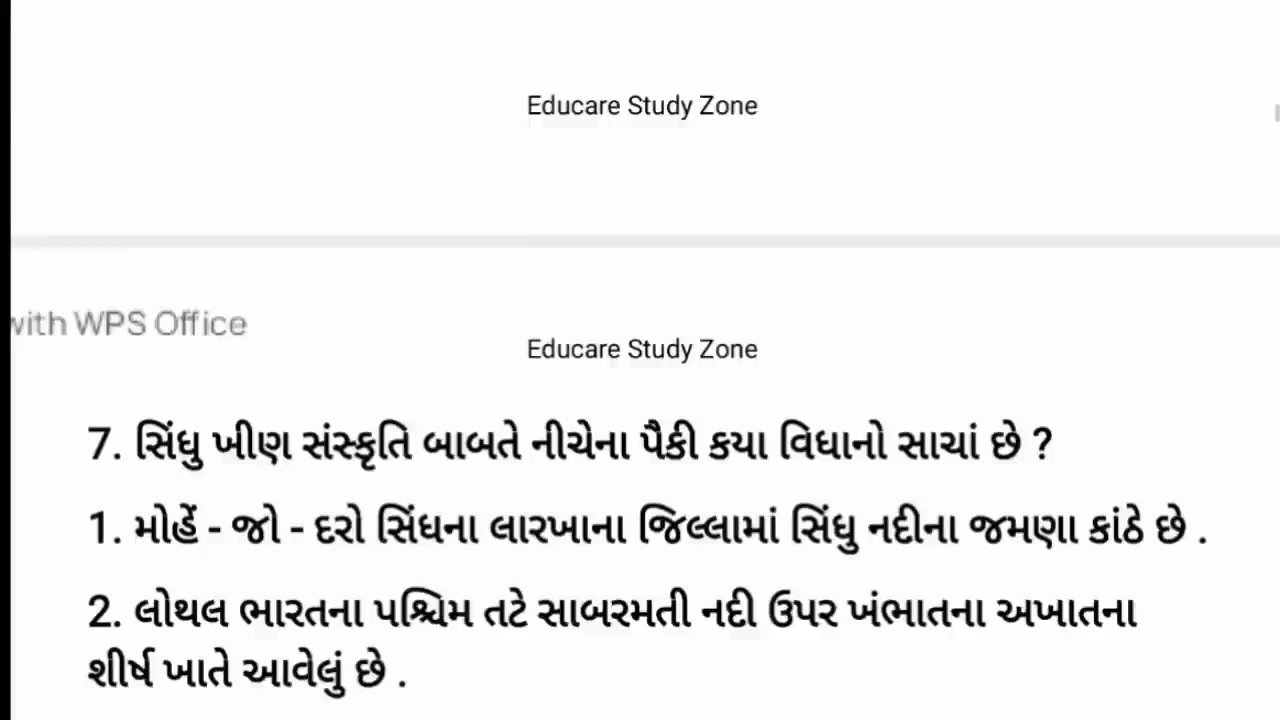 Educare Study Zone
with WPS Office
Educare Study Zone
7. સિંધુ ખીણ સંસ્કૃતિ બાબતે નીચેના પૈકી કયા વિધાનો સાચાં છે ?
1. મોહેં - જો - દરો સિંધના લારખાના જિલ્લામાં સિંધુ નદીના જમણા કાંઠે છે .
2. લોથલ ભારતના પશ્ચિમ તટે સાબરમતી નદી ઉપર ખંભાતના અખાતના
શીર્ષ ખાતે આવેલું છે .